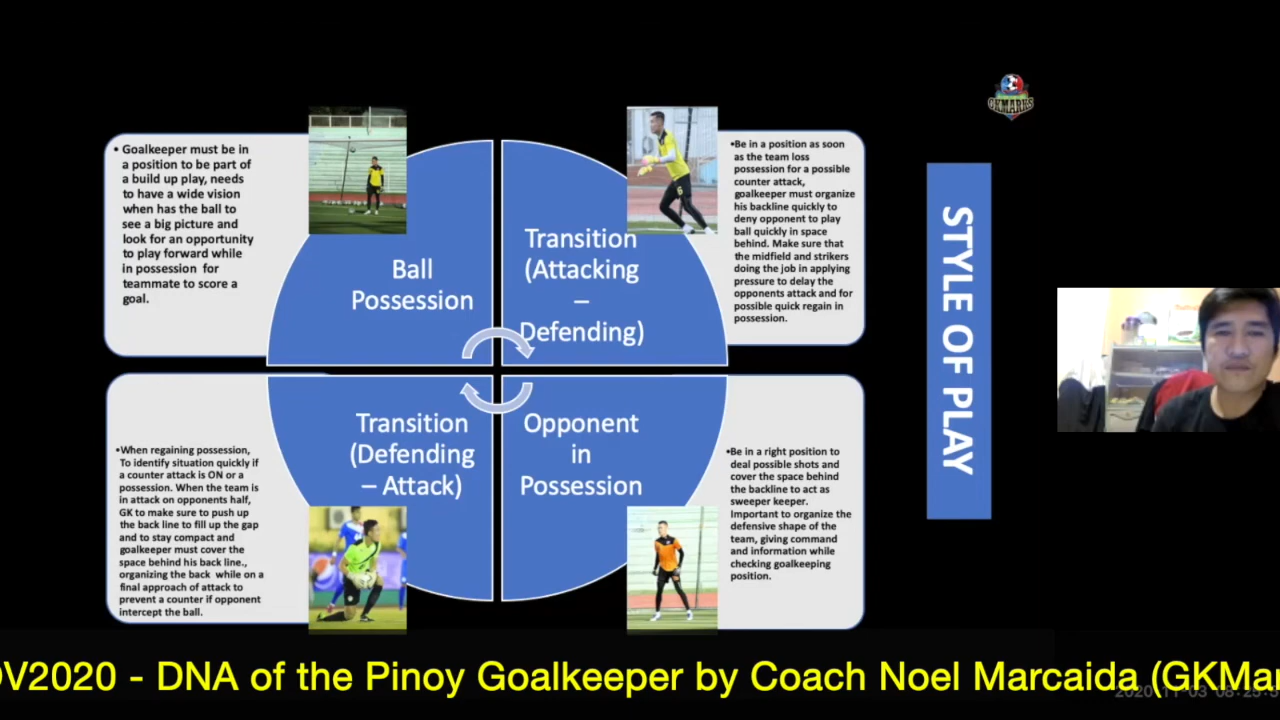 GKMARKS
• Goalkeeper must be in
a position to be part of
a build up play, needs
to have a wide vision
when has the ball to
see a big picture and
look for an opportunity
to play forward while
in possession for
teammate to score a
goal.
Ball
Possession
Transition
(Attacking
–
Defending)
•Be in a position as soon
as the team loss
possession for a possible
counter attack,
goalkeeper must organize
his backline quickly to
deny opponent to play
ball quickly in space
behind. Make sure that
the midfield and strikers
doing the job in applying
pressure to delay the
opponents attack and for
possible quick regain in
possession.
STYLE OF PLAY
•When regaining possession,
To identify situation quickly if
a counter attack is ON or a
possession. When the team is
in attack on opponents half,
GK to make sure to push up
the back line to fill up the gap
and to stay compact and
goalkeeper must cover the
space behind his back line.,
organizing the back while on a
final approach of attack to
prevent a counter if opponent
intercept the ball.
Transition
(Defending
– Attack)
Opponent
in
Possession
•Be in a right position to
deal possible shots and
cover the space behind
the backline to act as
sweeper keeper.
Important to organize the
defensive shape of the
team, giving command
and information while
checking goalkeeping
position.
OV2020 - DNA of the Pinoy Goalkeeper by Coach Noel Marcaida (GKMar